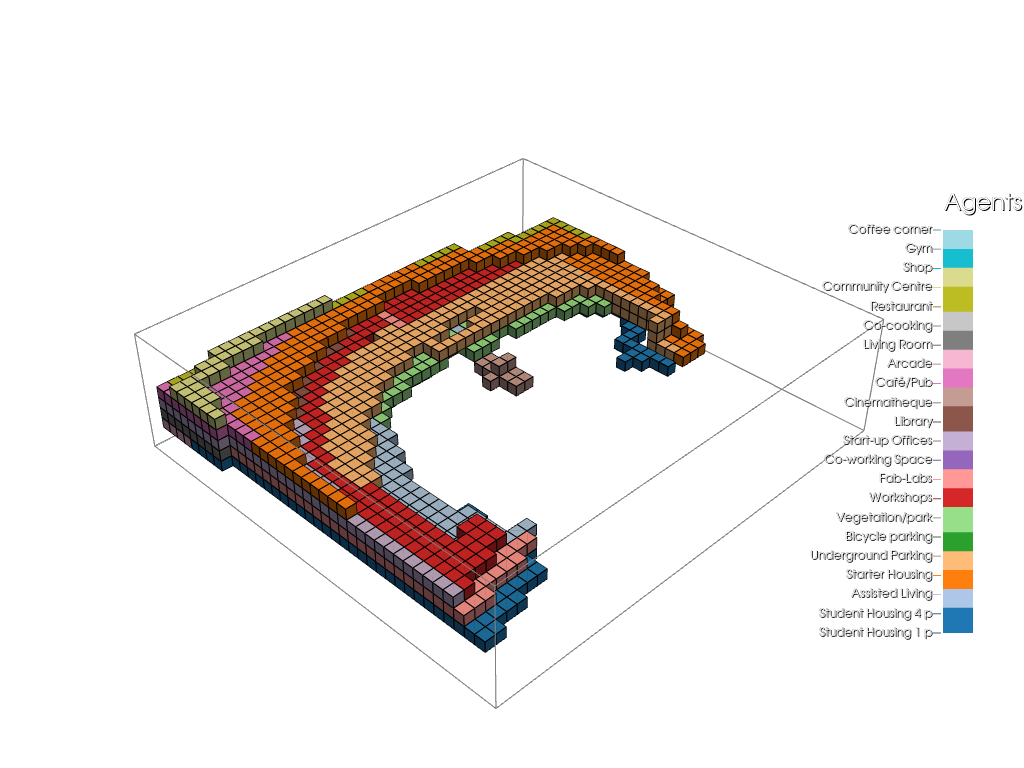 Agents
Coffee corner
Gym
Shop
Community Centre
Restaurant
Co-cooking
Living Room
Arcade
Café/Pub
Cinematheque
Library
Start-up Offices
Co-working Space
Fab-Labs
Workshops
Vegetation/park
Bicycle parking
Underground Parking
Starter Housing
Assisted Living
Student Housing 4 p
Student Housing 1 p